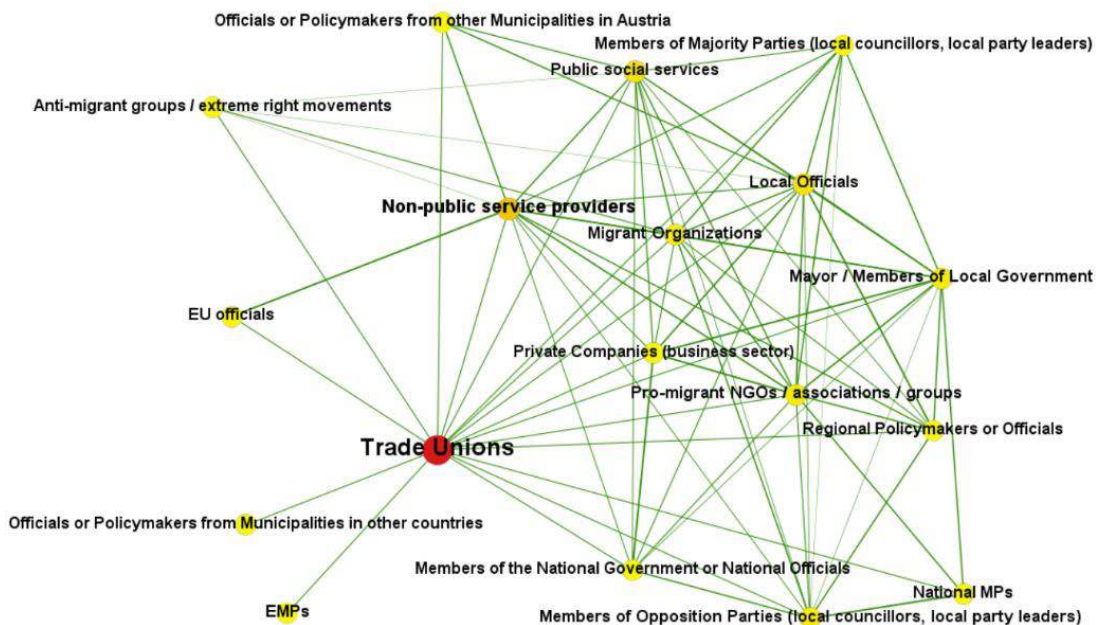 Officials or Policymakers from other Municipalities in Austria
Members of Majority Parties (local councillors, local party leaders)
Public social services
Anti-migrant groups / extreme right movements
Local Officials
Non-public service providers
Migrant Organizations
Mayor / Members of Local Government
EU officials
Private Companies (business sector)
Pro-migrant NGOs / associations / groups
Regional Policymakers or Officials
Trade Unions
Officials or Policymakers from Municipalities in other countries
Members of the National Government or National Officials
National MPs
EMPs
Members of Opposition Parties (local councillors, local party leaders)